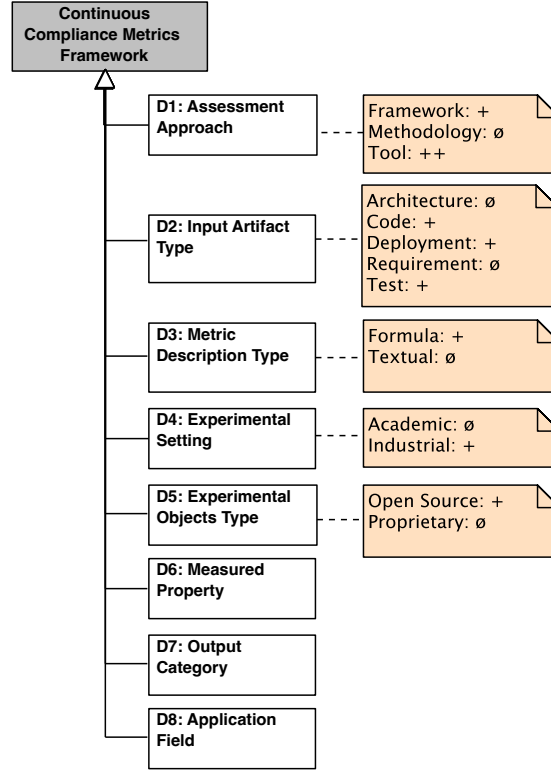 Continuous
Compliance Metrics
Framework
D1: Assessment
Approach
Framework: +
Methodology: ø
Tool: ++
D2: Input Artifact
Type
Architecture: ø
Code: +
Deployment: +
Requirement: ø
Test: +
D3: Metric
Description Type
Formula: +
Textual: ø
D4: Experimental
Setting
Academic: ø
Industrial: +
D5: Experimental
Objects Type
Open Source: +
Proprietary: ø
D6: Measured
Property
D7: Output
Category
D8: Application
Field